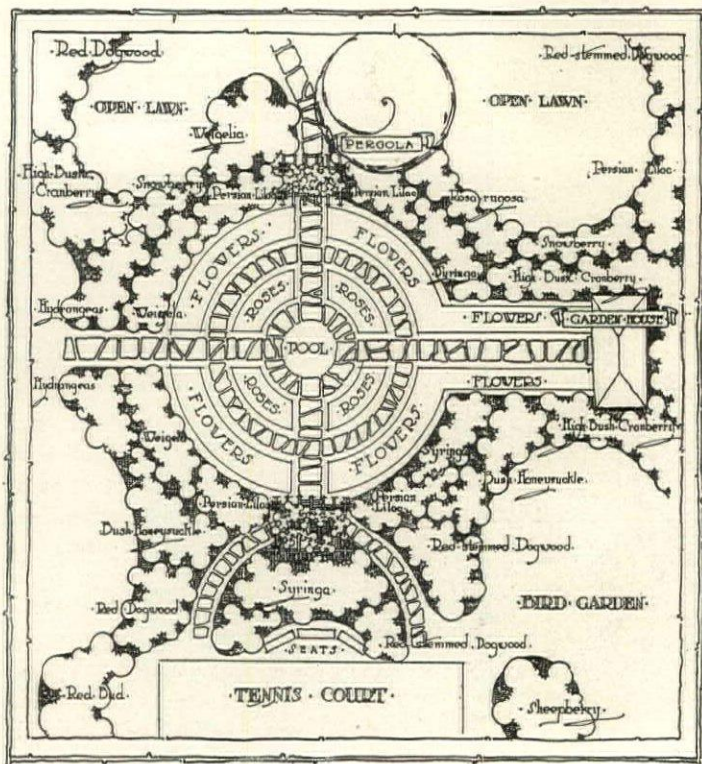 ·Red·Dogwood
Red-stemmed·Dogwood
·OPEN·LAWN·
·OPEN·LAWN·
Weigelia
·PERGOLA·
·High·Bush·
Cranberry·
Snowberry
Persian·Lilac
Persian·Lilac
Rosa·rugosa
Persian·Lilac
Snowberry
·FLOWERS·
·FLOWERS
Syringa
High·Bush·Cranberry
Hydrangeas
Weigela
·ROSES·
·ROSES·
·FLOWERS·
·GARDEN·HOUSE·
·POOL·
Hydrangeas
·FLOWERS·
·ROSES·
·ROSES·
·FLOWERS·
·FLOWERS·
Weigela
High·Bush·Cranberry
Syringa
Bush·Honeysuckle
Persian·Lilac
Persian
Lilac
Bush·Honeysuckle
Red-stemmed·Dogwood
Syringa
Red·Dogwood
·BIRD·GARDEN·
·SEATS·
Red·stemmed·Dogwood
Red·Bud
·TENNIS·COURT·
Sheepberry